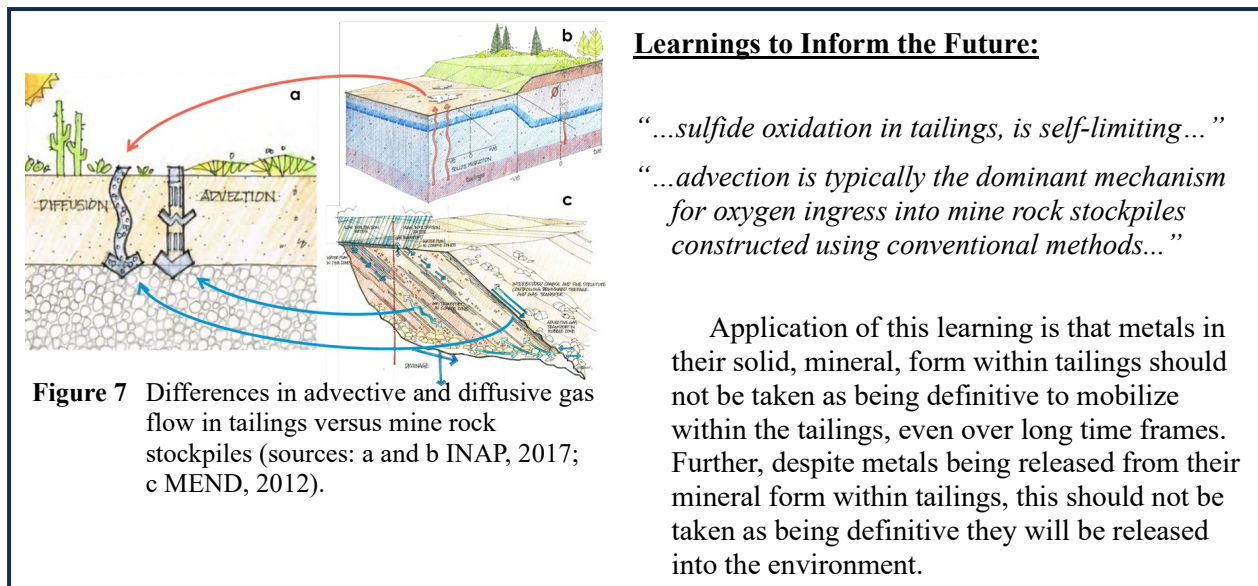 a
DIFFUSION
ADVECTION
b
c
DRAINAGE
Figure 7 Differences in advective and diffusive gas
flow in tailings versus mine rock
stockpiles (sources: a and b INAP, 2017;
c MEND, 2012).
Learnings to Inform the Future:
“…sulfide oxidation in tailings, is self-limiting…”
“…advection is typically the dominant mechanism
for oxygen ingress into mine rock stockpiles
constructed using conventional methods...”
Application of this learning is that metals in
their solid, mineral, form within tailings should
not be taken as being definitive to mobilize
within the tailings, even over long time frames.
Further, despite metals being released from their
mineral form within tailings, this should not be
taken as being definitive they will be released
into the environment.